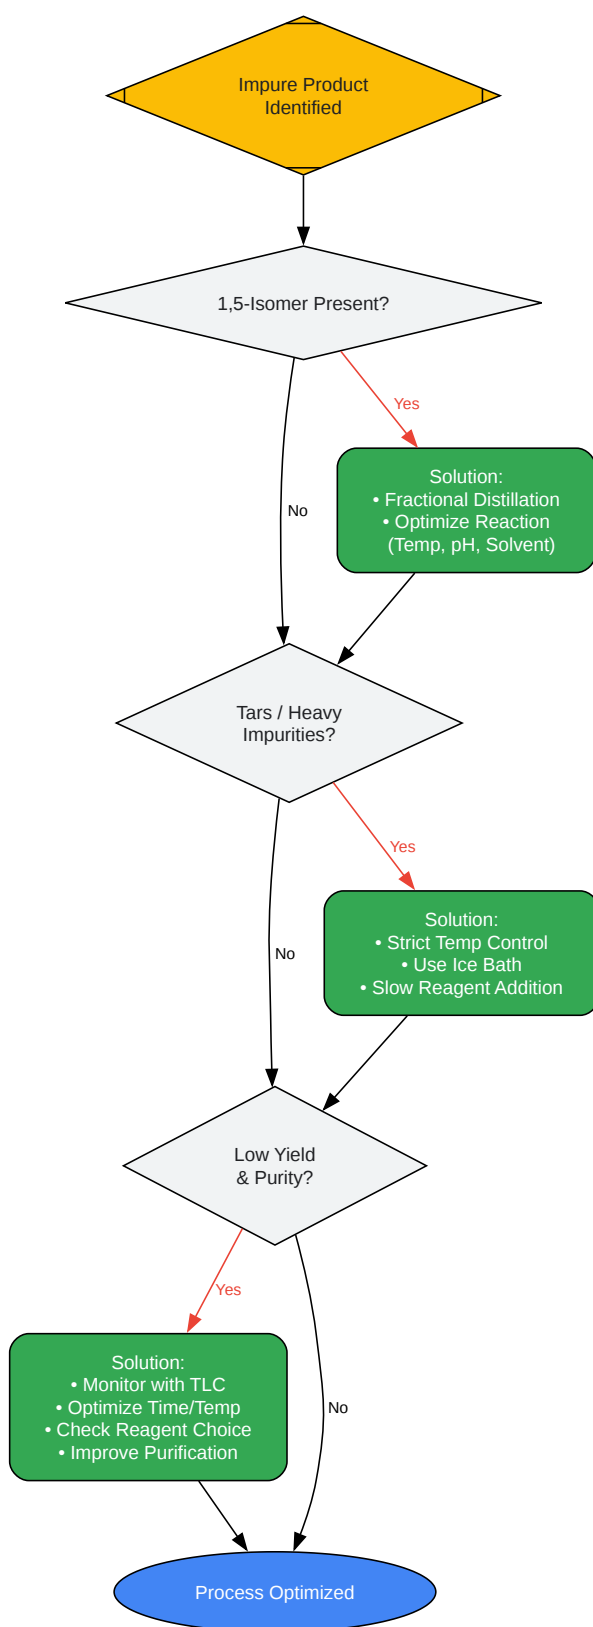 Impure Product
Identified
1,5-Isomer Present?
Yes
No
Solution:
• Fractional Distillation
• Optimize Reaction
(Temp, pH, Solvent)
Tars / Heavy
Impurities?
Yes
No
Solution:
• Strict Temp Control
• Use Ice Bath
• Slow Reagent Addition
Low Yield
& Purity?
Yes
No
Solution:
• Monitor with TLC
• Optimize Time/Temp
• Check Reagent Choice
• Improve Purification
Process Optimized